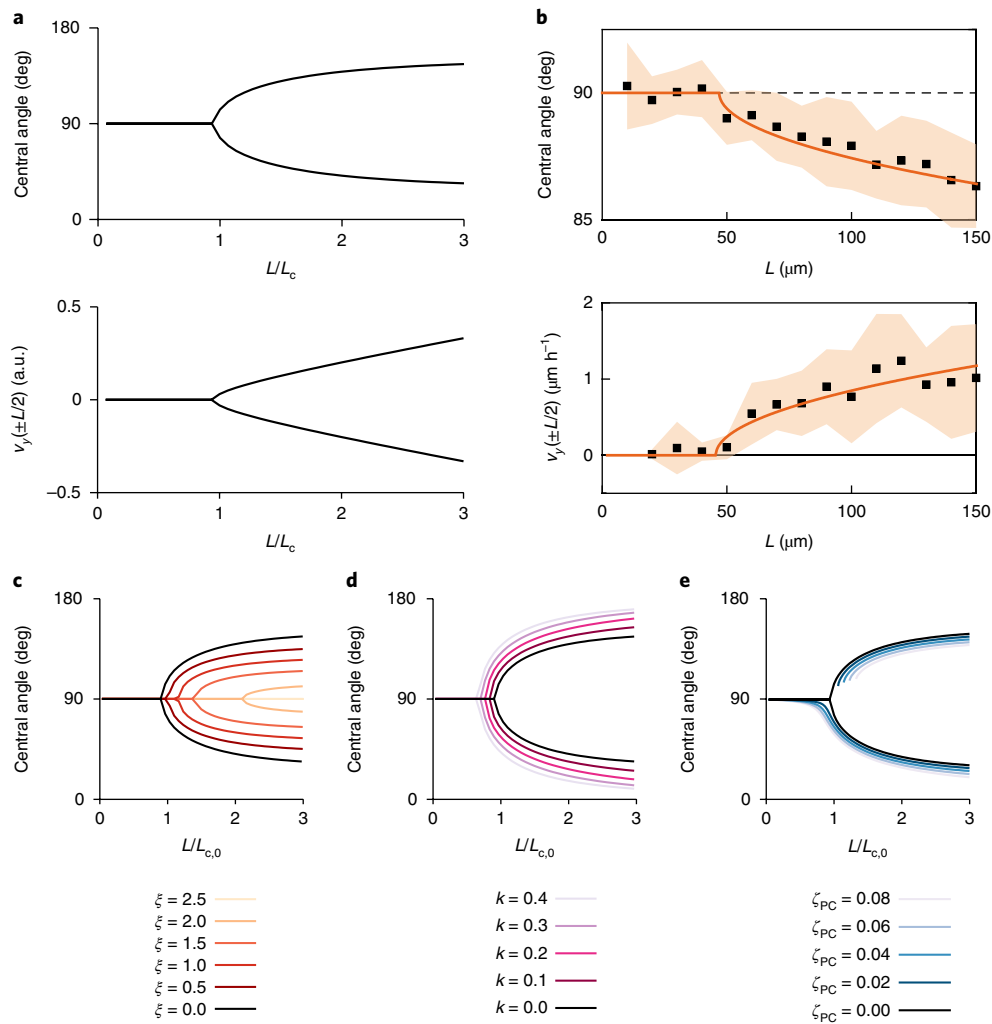 a
180
90
0
Central angle (deg)
0 1 2 3
L/Lc
0.5
0
–0.5
vy(±L/2) (a.u.)
0 1 2 3
L/Lc
b
90
85
Central angle (deg)
0 50 100 150
L (μm)
2
1
0
vy(±L/2) (μm h−1)
0 50 100 150
L (μm)
c
180
90
0
Central angle (deg)
0 1 2 3
L/Lc,0
ξ = 2.5
ξ = 2.0
ξ = 1.5
ξ = 1.0
ξ = 0.5
ξ = 0.0
d
180
90
0
Central angle (deg)
0 1 2 3
L/Lc,0
k = 0.4
k = 0.3
k = 0.2
k = 0.1
k = 0.0
e
180
90
0
Central angle (deg)
0 1 2 3
L/Lc,0
ζPC = 0.08
ζPC = 0.06
ζPC = 0.04
ζPC = 0.02
ζPC = 0.00